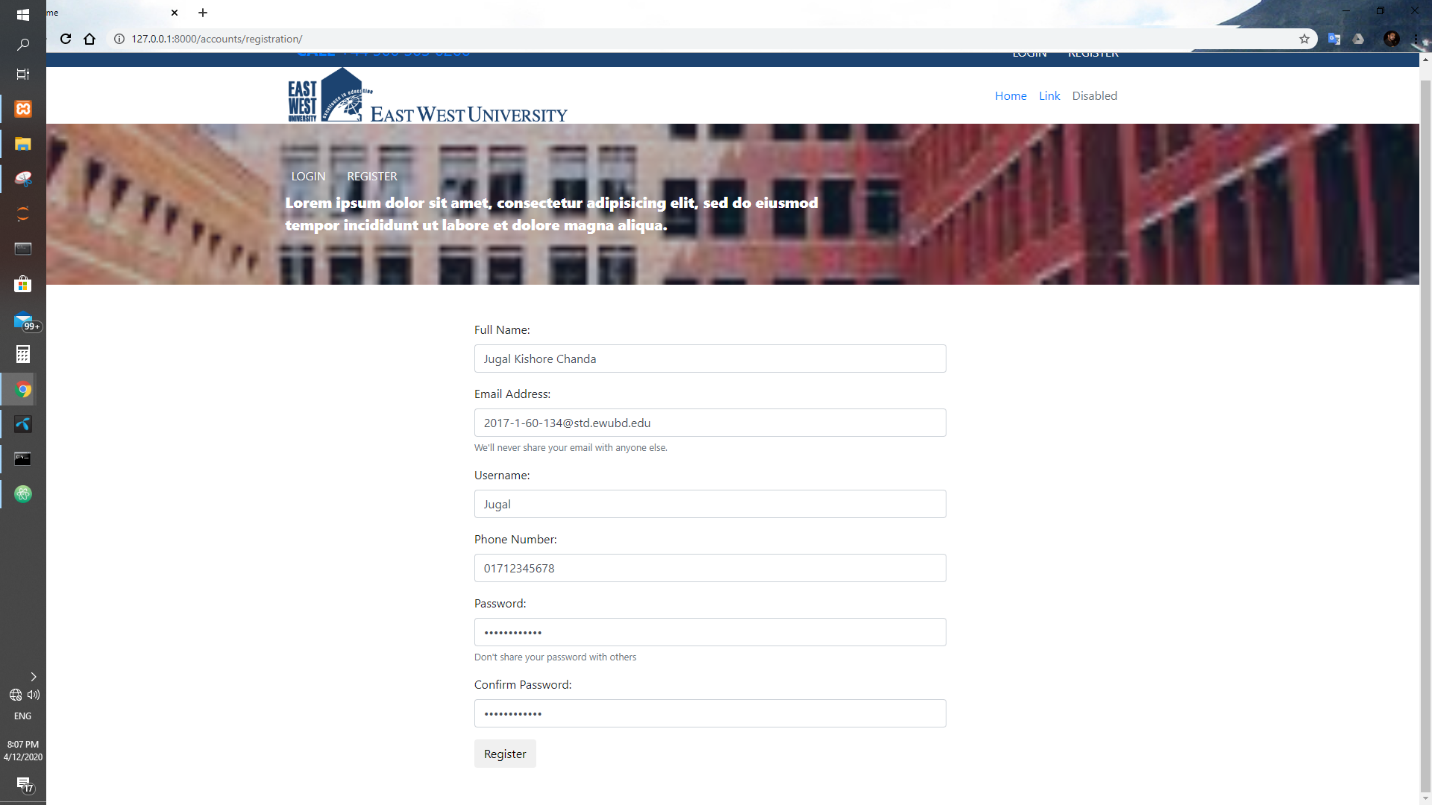 me
127.0.0.1:8000/accounts/registration/
LOGIN REGISTER
EAST
WEST
UNIVERSITY
EAST WEST UNIVERSITY
Home Link Disabled
LOGIN REGISTER
Lorem ipsum dolor sit amet, consectetur adipisicing elit, sed do eiusmod
tempor incididunt ut labore et dolore magna aliqua.
Full Name:
Jugal Kishore Chanda
Email Address:
2017-1-60-134@std.ewubd.edu
We'll never share your email with anyone else.
Username:
Jugal
Phone Number:
01712345678
Password:
••••••••••••
Don't share your password with others
Confirm Password:
••••••••••••
Register
99+
ENG
8:07 PM
4/12/2020
17